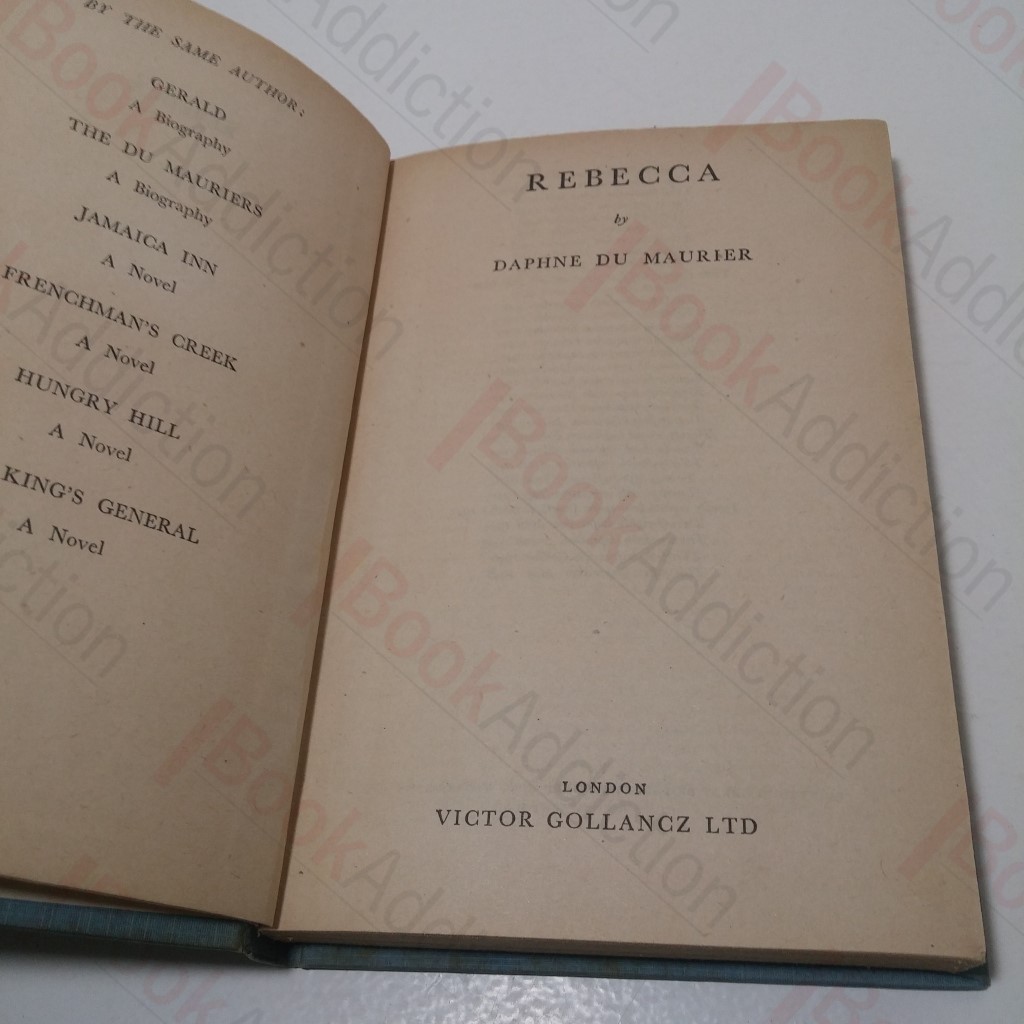 BY THE SAME AUTHOR:
GERALD
A Biography
THE DU MAURIERS
A Biography
JAMAICA INN
A Novel
FRENCHMAN'S CREEK
A Novel
HUNGRY HILL
A Novel
KING'S GENERAL
A Novel
REBECCA
by
DAPHNE DU MAURIER
LONDON
VICTOR GOLLANCZ LTD
BookAddiction